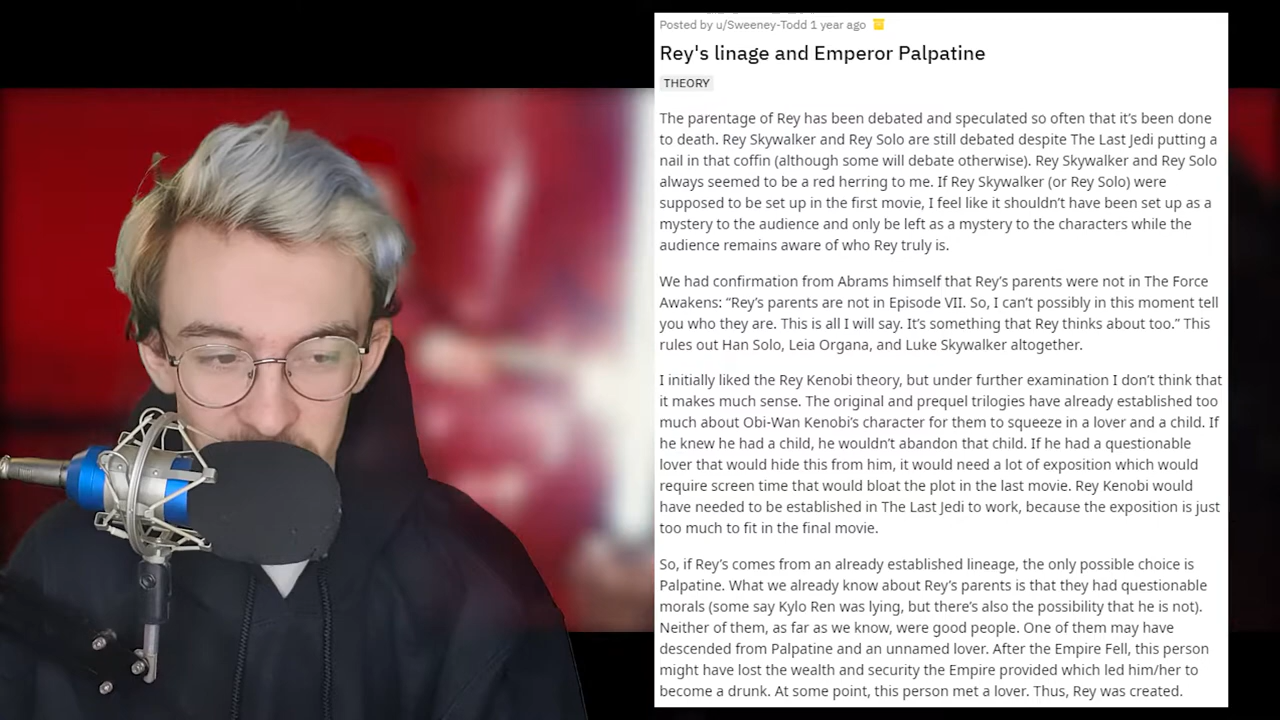 Posted by u/Sweeney-Todd 1 year ago
Rey's linage and Emperor Palpatine
THEORY
The parentage of Rey has been debated and speculated so often that it’s been done
to death. Rey Skywalker and Rey Solo are still debated despite The Last Jedi putting a
nail in that coffin (although some will debate otherwise). Rey Skywalker and Rey Solo
always seemed to be a red herring to me. If Rey Skywalker (or Rey Solo) were
supposed to be set up in the first movie, I feel like it shouldn’t have been set up as a
mystery to the audience and only be left as a mystery to the characters while the
audience remains aware of who Rey truly is.
We had confirmation from Abrams himself that Rey’s parents were not in The Force
Awakens: “Rey’s parents are not in Episode VII. So, I can’t possibly in this moment tell
you who they are. This is all I will say. It’s something that Rey thinks about too.” This
rules out Han Solo, Leia Organa, and Luke Skywalker altogether.
I initially liked the Rey Kenobi theory, but under further examination I don’t think that
it makes much sense. The original and prequel trilogies have already established too
much about Obi-Wan Kenobi’s character for them to squeeze in a lover and a child. If
he knew he had a child, he wouldn’t abandon that child. If he had a questionable
lover that would hide this from him, it would need a lot of exposition which would
require screen time that would bloat the plot in the last movie. Rey Kenobi would
have needed to be established in The Last Jedi to work, because the exposition is just
too much to fit in the final movie.
So, if Rey’s comes from an already established lineage, the only possible choice is
Palpatine. What we already know about Rey’s parents is that they had questionable
morals (some say Kylo Ren was lying, but there’s also the possibility that he is not).
Neither of them, as far as we know, were good people. One of them may have
descended from Palpatine and an unnamed lover. After the Empire Fell, this person
might have lost the wealth and security the Empire provided which led him/her to
become a drunk. At some point, this person met a lover. Thus, Rey was created.